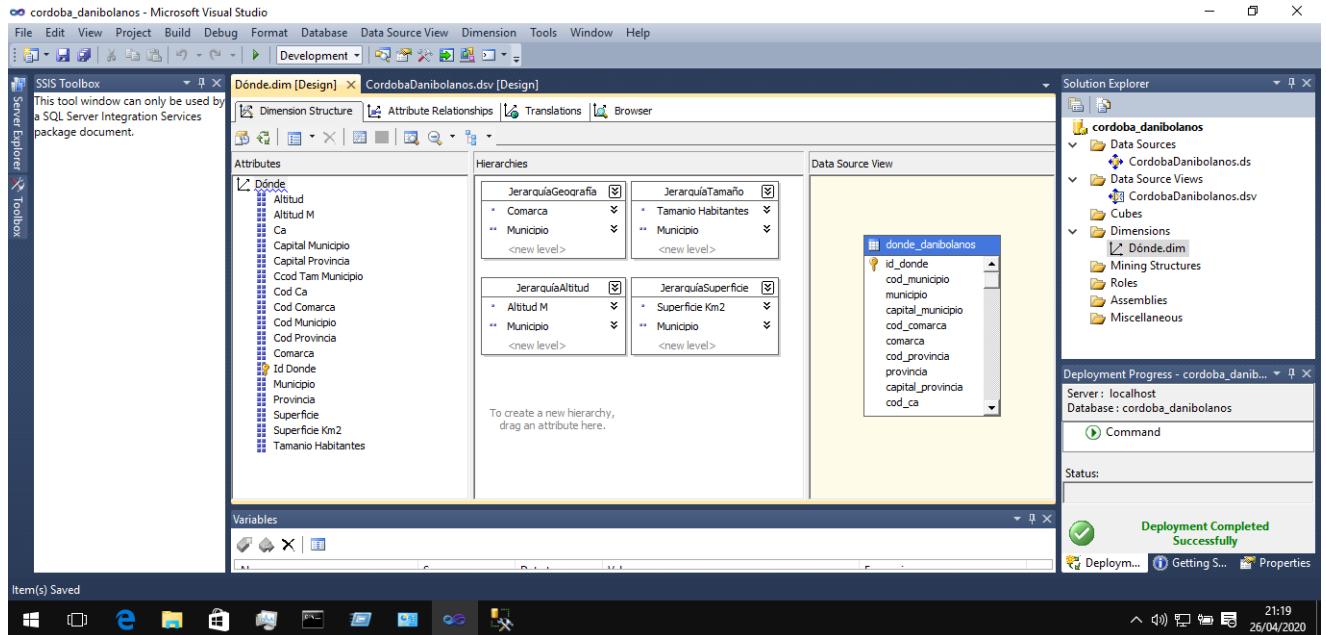 cordoba_danibolanos - Microsoft Visual Studio
File Edit View Project Build Debug Format Database Data Source View Dimension Tools Window Help
Development
Server Explorer
Toolbox
SSIS Toolbox
This tool window can only be used by
a SQL Server Integration Services
package document.
Dónde.dim [Design] CordobaDanibolanos.dsv [Design]
Dimension Structure Attribute Relationships Translations Browser
Attributes
Dónde
Altitud
Altitud M
Ca
Capital Municipio
Capital Provincia
Ccod Tam Municipio
Cod Ca
Cod Comarca
Cod Municipio
Cod Provincia
Comarca
Id Donde
Municipio
Provincia
Superficie
Superficie Km2
Tamanio Habitantes
Hierarchies
JerarquíaGeografía
Comarca
Municipio
<new level>
JerarquíaTamaño
Tamanio Habitantes
Municipio
<new level>
JerarquíaAltitud
Altitud M
Municipio
<new level>
JerarquíaSuperficie
Superficie Km2
Municipio
<new level>
To create a new hierarchy,
drag an attribute here.
Data Source View
donde_danibolanos
id_donde
cod_municipio
municipio
capital_municipio
cod_comarca
comarca
cod_provincia
provincia
capital_provincia
cod_ca
Variables
Solution Explorer
cordoba_danibolanos
Data Sources
CordobaDanibolanos.ds
Data Source Views
CordobaDanibolanos.dsv
Cubes
Dimensions
Dónde.dim
Mining Structures
Roles
Assemblies
Miscellaneous
Deployment Progress - cordoba_danib...
Server : localhost
Database : cordoba_danibolanos
Command
Status:
Deployment Completed
Successfully
Deploym... Getting S... Properties
Item(s) Saved
21:19
26/04/2020